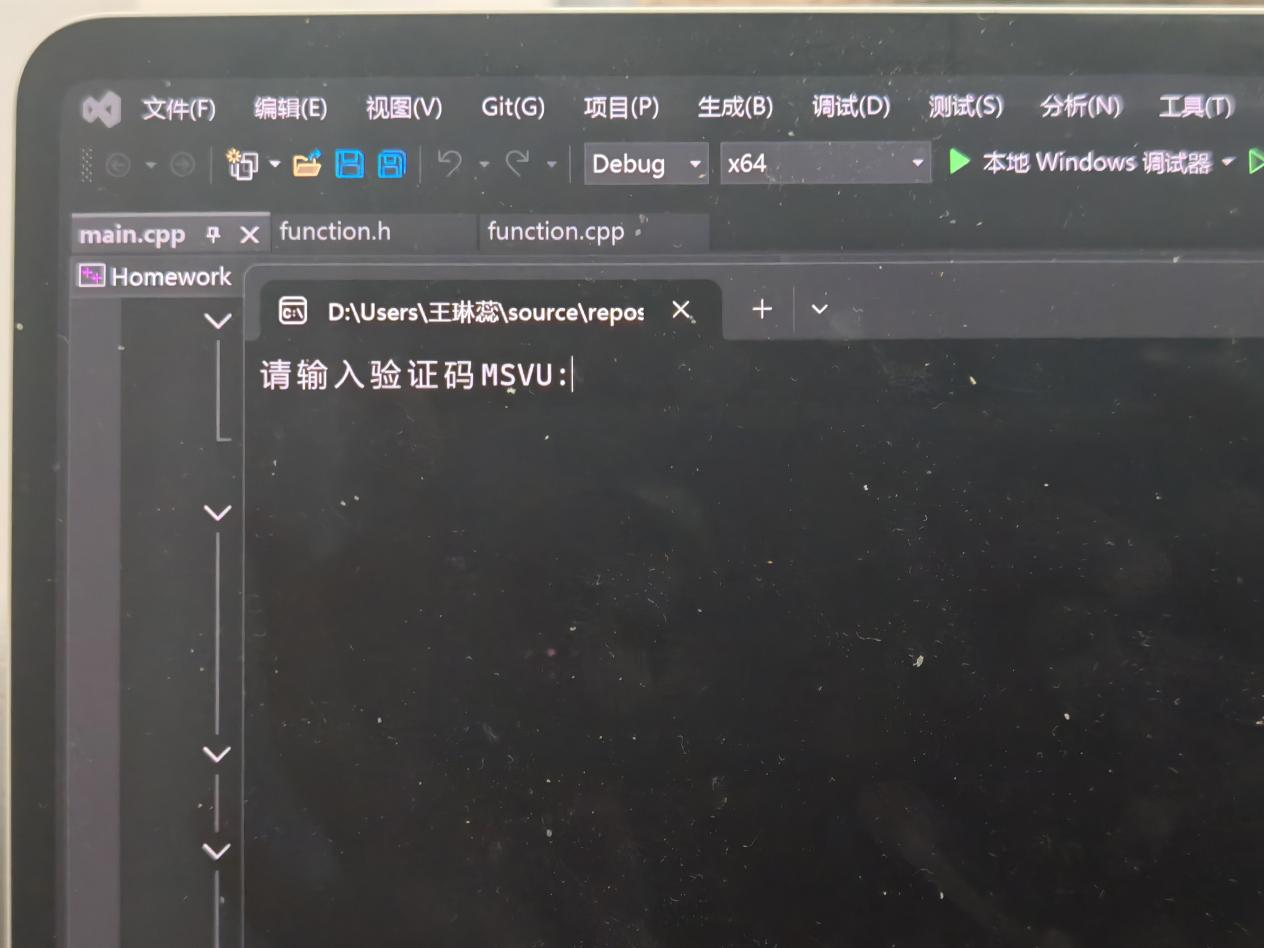 文件(F) 编辑(E) 视图(V) Git(G) 项目(P) 生成(B) 调试(D) 测试(S) 分析(N) 工具(T)
Debug x64 本地 Windows 调试器
main.cpp function.h function.cpp
Homework
D:\Users\王琳蕊\source\repos
请输入验证码MSVU: